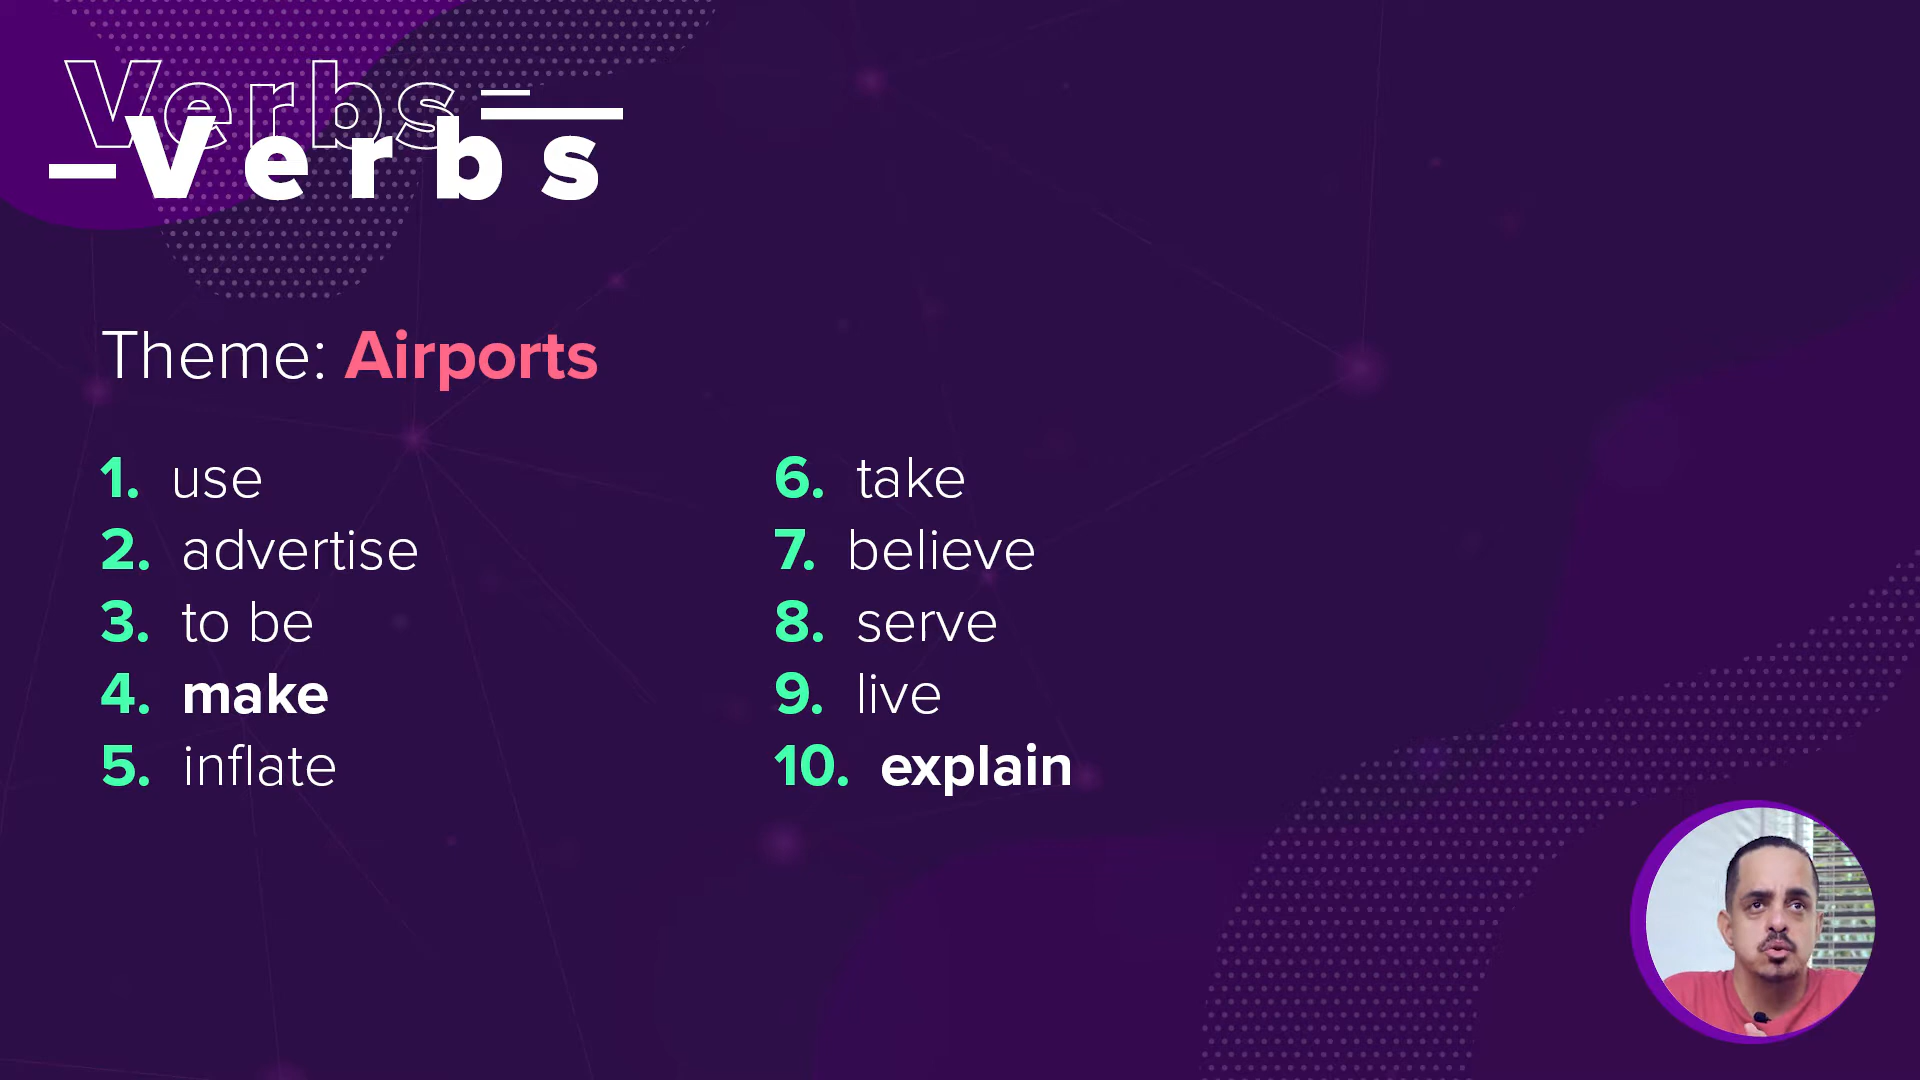 Verbs
Verbs
Theme: Airports
1. use
2. advertise
3. to be
4. make
5. inflate
6. take
7. believe
8. serve
9. live
10. explain